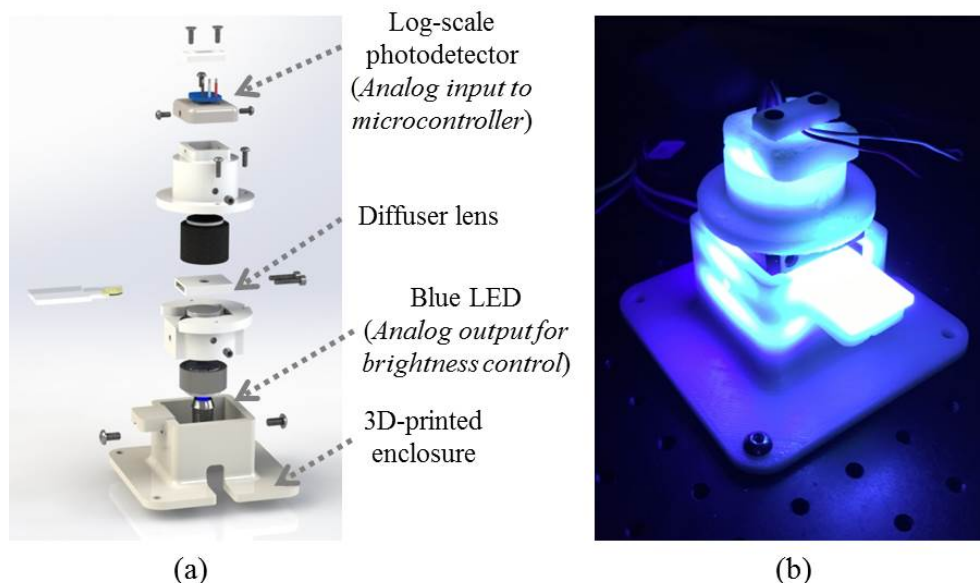 Log-scale
photodetector
(Analog input to
microcontroller)
Diffuser lens
Blue LED
(Analog output for
brightness control)
3D-printed
enclosure
(a)
(b)